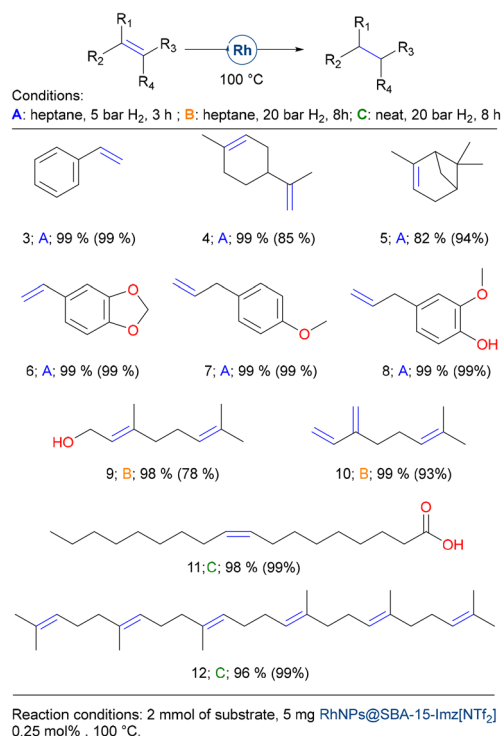 R1
R2
R3
R4
Rh
100 °C
R1
R2
R3
R4
Conditions:
A: heptane, 5 bar H2, 3 h ; B: heptane, 20 bar H2, 8h; C: neat, 20 bar H2, 8 h
3; A; 99 % (99 %)
4; A; 99% (85 %)
5; A; 82 % (94%)
O
O
O
O
OH
6; A; 99 % (99 %)
7; A; 99% (99 %)
8; A; 99% (99%)
HO
9; B; 98 % (78 %)
10; B; 99% (93%)
O
OH
11;C; 98 % (99%)
12; C; 96 % (99%)
Reaction conditions: 2 mmol of substrate, 5 mg RhNPs@SBA-15-Imz[NTf2]
0.25 mol% , 100 °C.